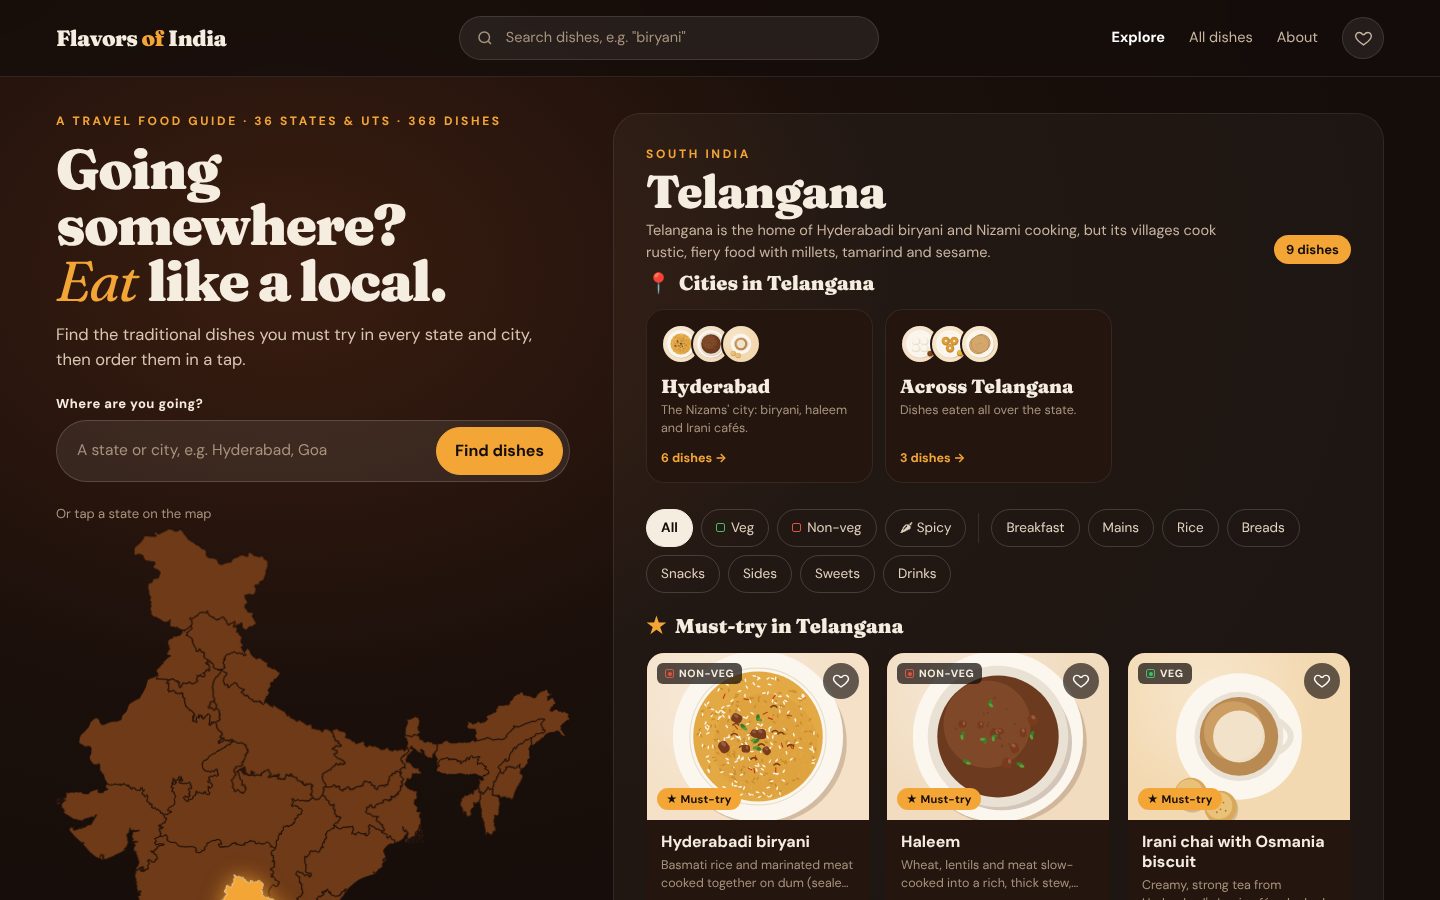 Flavors of India
Search dishes, e.g. "biryani"
Explore
All dishes
About
A TRAVEL FOOD GUIDE · 36 STATES & UTS · 368 DISHES
Going
somewhere?
Eat like a local.
Find the traditional dishes you must try in every state and city,
then order them in a tap.
Where are you going?
A state or city, e.g. Hyderabad, Goa
Find dishes
Or tap a state on the map
SOUTH INDIA
Telangana
Telangana is the home of Hyderabadi biryani and Nizami cooking, but its villages cook
rustic, fiery food with millets, tamarind and sesame.
9 dishes
Cities in Telangana
Hyderabad
The Nizams' city: biryani, haleem
and Irani cafés.
6 dishes →
Across Telangana
Dishes eaten all over the state.
3 dishes →
All
Veg
Non-veg
Spicy
Breakfast
Mains
Rice
Breads
Snacks
Sides
Sweets
Drinks
★ Must-try in Telangana
NON-VEG
★ Must-try
Hyderabadi biryani
Basmati rice and marinated meat
cooked together on dum (seale…
NON-VEG
★ Must-try
Haleem
Wheat, lentils and meat slow-
cooked into a rich, thick stew,…
VEG
★ Must-try
Irani chai with Osmania
biscuit
Creamy, strong tea from